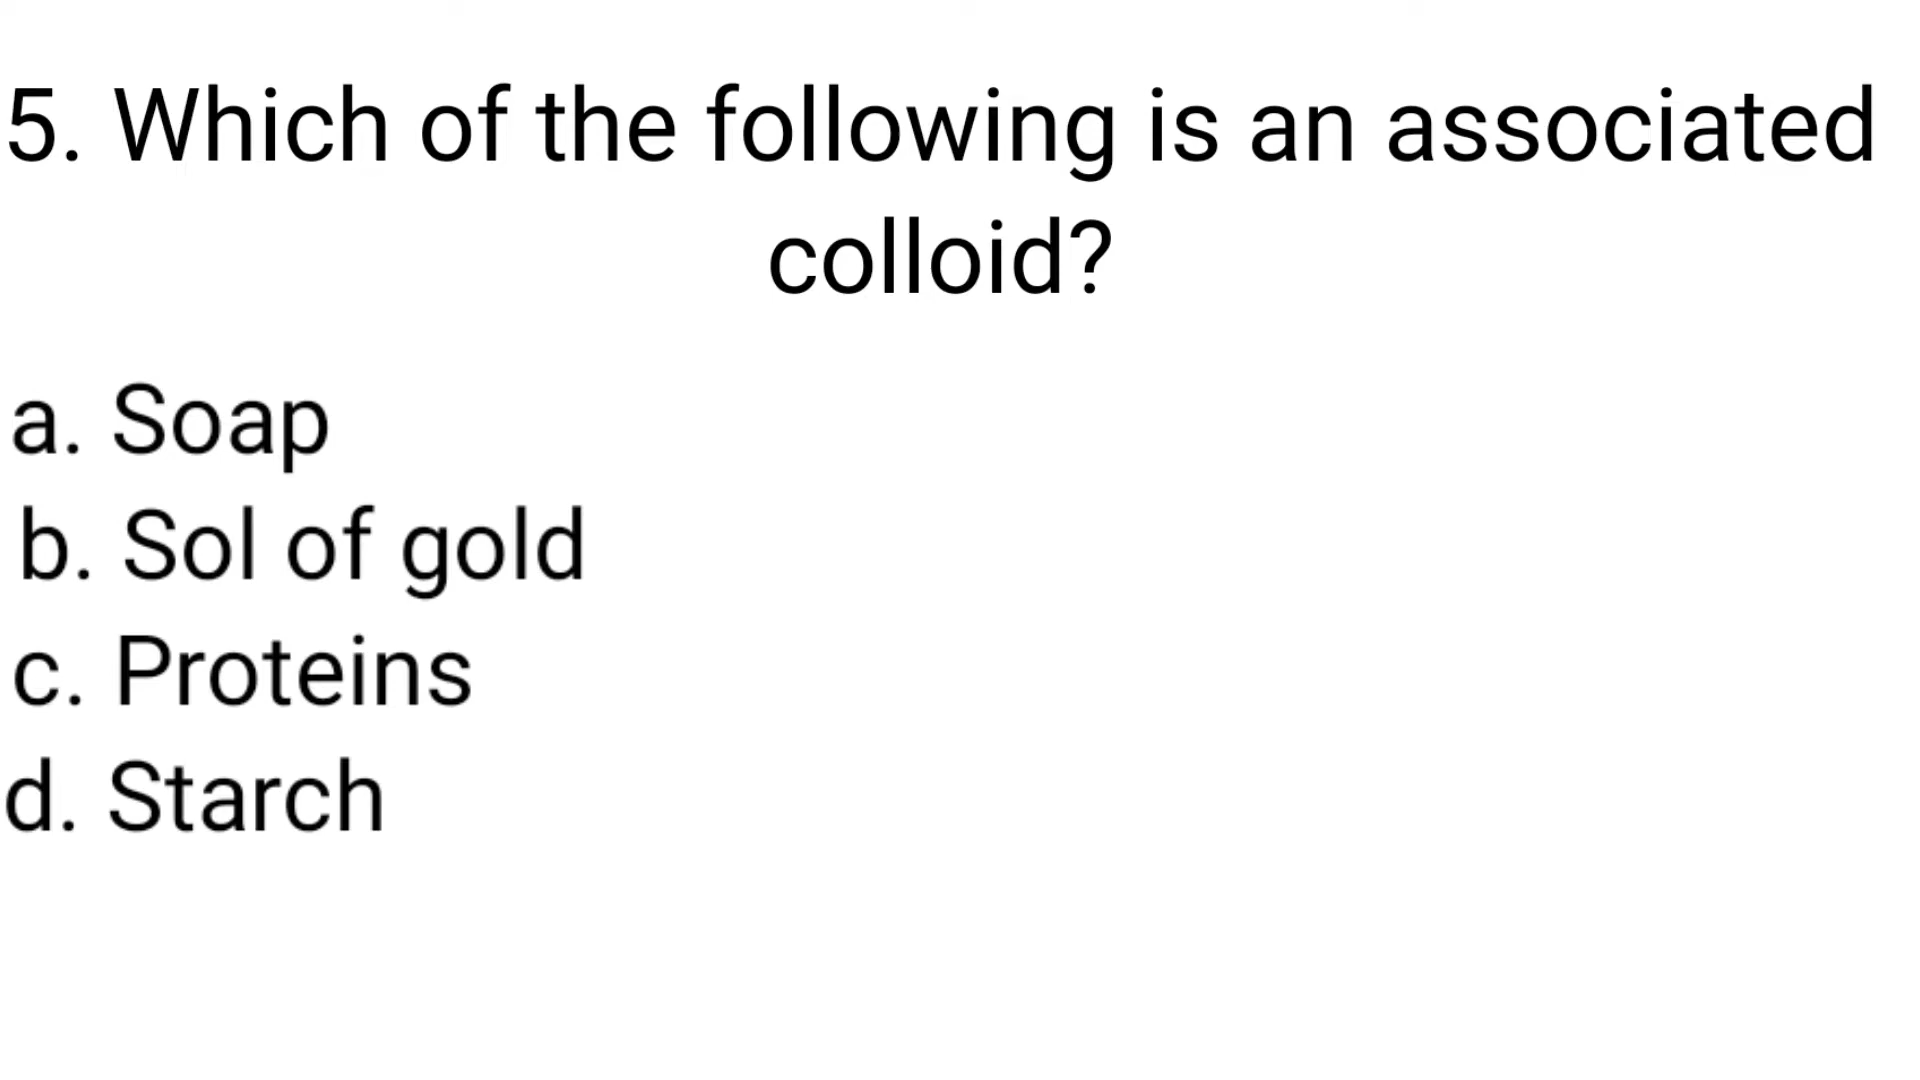 5. Which of the following is an associated
colloid?
a. Soap
b. Sol of gold
c. Proteins
d. Starch